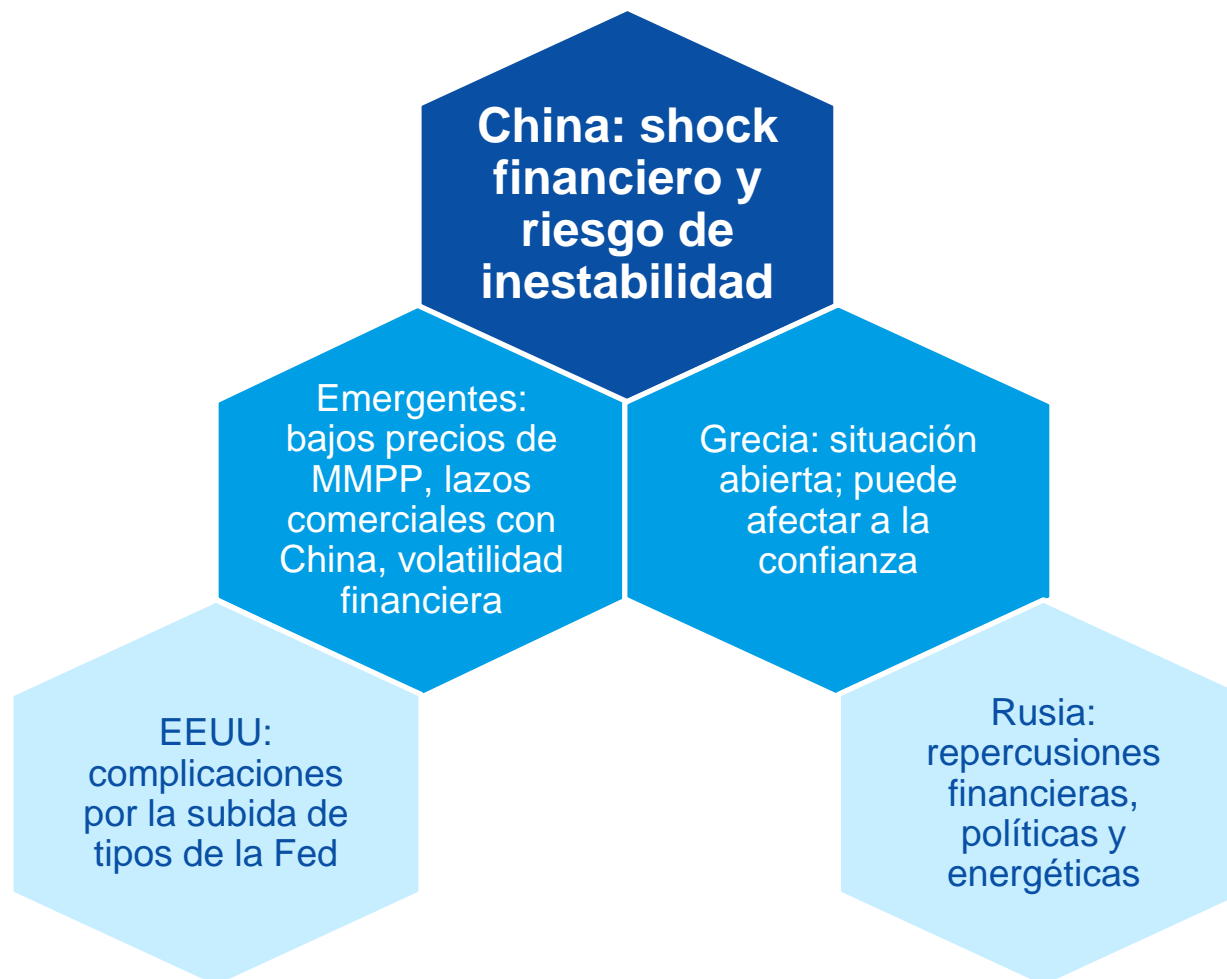 China: shock
financiero y
riesgo de
inestabilidad
Emergentes:
bajos precios de
MMPP, lazos
comerciales con
China, volatilidad
financiera
Grecia: situación
abierta; puede
afectar a la
confianza
EEUU:
complicaciones
por la subida de
tipos de la Fed
Rusia:
repercusiones
financieras,
políticas y
energéticas